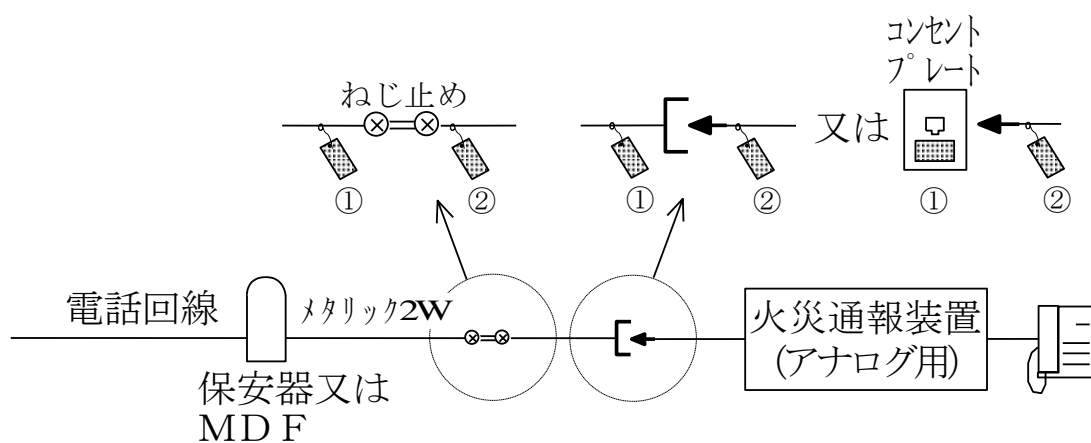 コンセント
プレート
ねじ止め
又は
① ② ① ② ① ②
電話回線
メタリック2W
火災通報装置
(アナログ用)
保安器又は
MDF